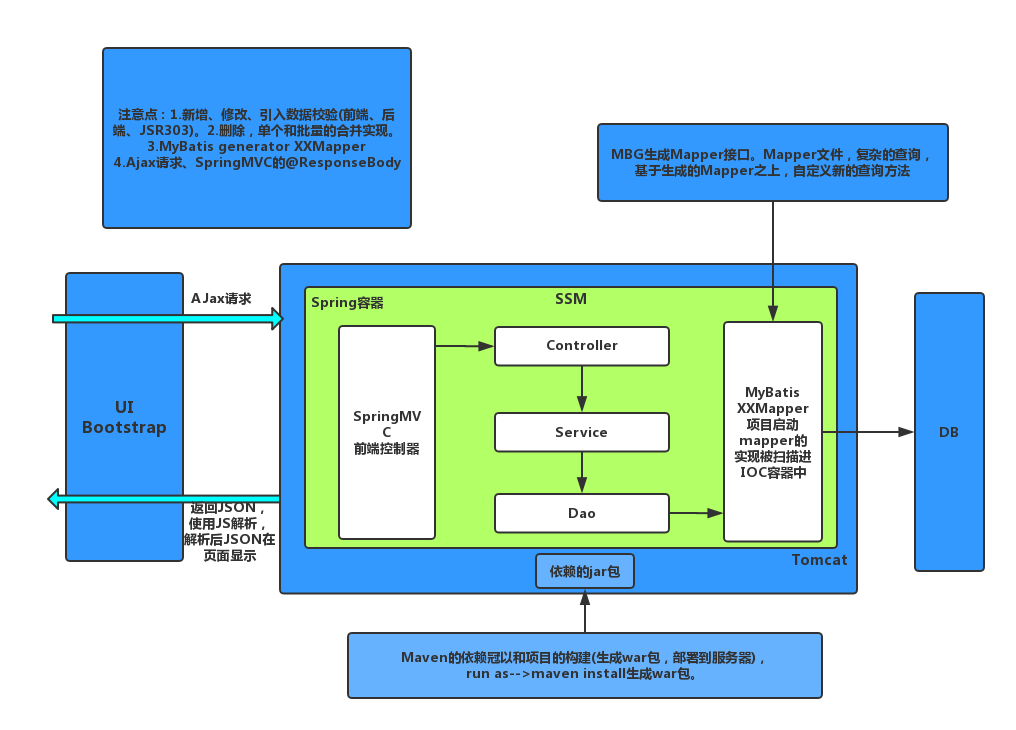 注意点：1.新增、修改、引入数据校验(前端、后
端、JSR303)。2.删除，单个和批量的合并实现。
3.MyBatis generator XXMapper
4.Ajax请求、SpringMVC的@ResponseBody
MBG生成Mapper接口。Mapper文件，复杂的查询，
基于生成的Mapper之上，自定义新的查询方法
AJax请求
UI
Bootstrap
返回JSON，
使用JS解析，
解析后JSON在
页面显示
Spring容器
SSM
SpringMV
C
前端控制器
Controller
Service
Dao
MyBatis
XXMapper
项目启动
mapper的
实现被扫描进
IOC容器中
DB
Tomcat
依赖的jar包
Maven的依赖冠以和项目的构建(生成war包，部署到服务器)，
run as-->maven install生成war包。